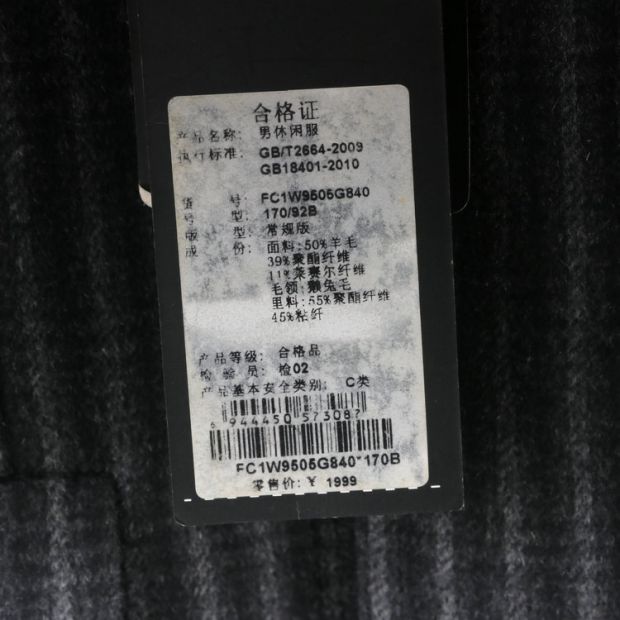 合格证
产品名称: 男休闲服
执行标准: GB/T2664-2009
GB18401-2010
货 号: FC1W9505G840
号 型: 170/92B
版 型: 常规版
成 份: 面料: 50%羊毛
39%聚酯纤维
11%莱赛尔纤维
毛领: 獭兔毛
里料: 55%聚酯纤维
45%粘纤
产品等级: 合格品
检 验 员: 检02
产品基本安全类别: C类
6 944450 573087
FC1W9505G840*170B
零售价: ¥ 1999